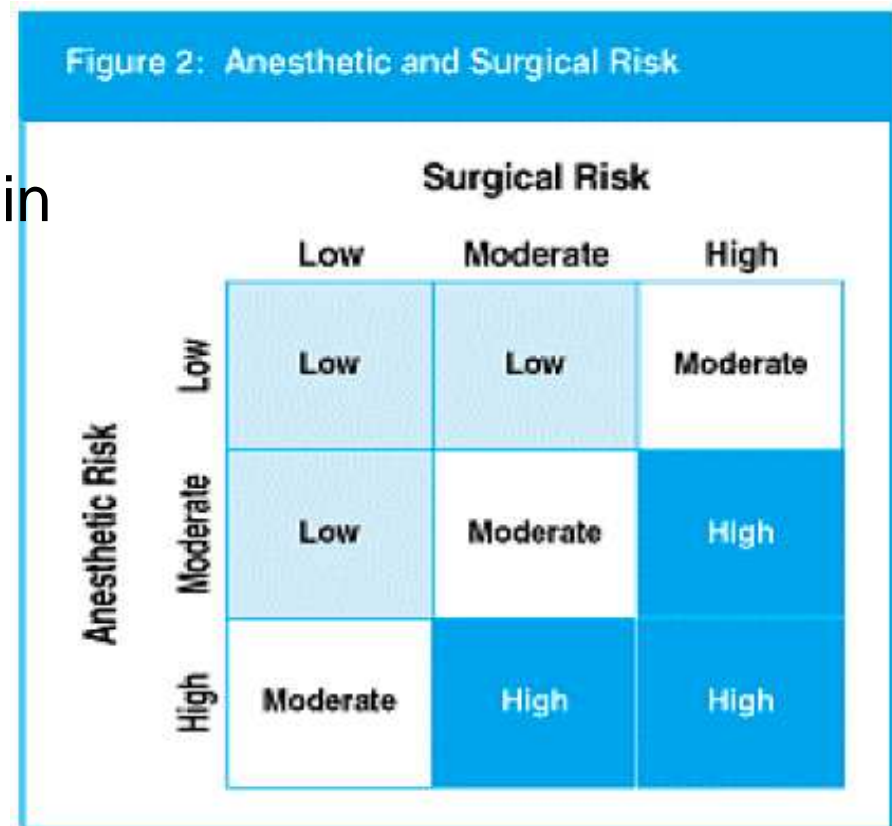 Figure 2: Anesthetic and Surgical Risk
in
Surgical Risk
Low Moderate High
Anesthetic Risk
Low Low Low Moderate
Moderate Low Moderate High
High Moderate High High